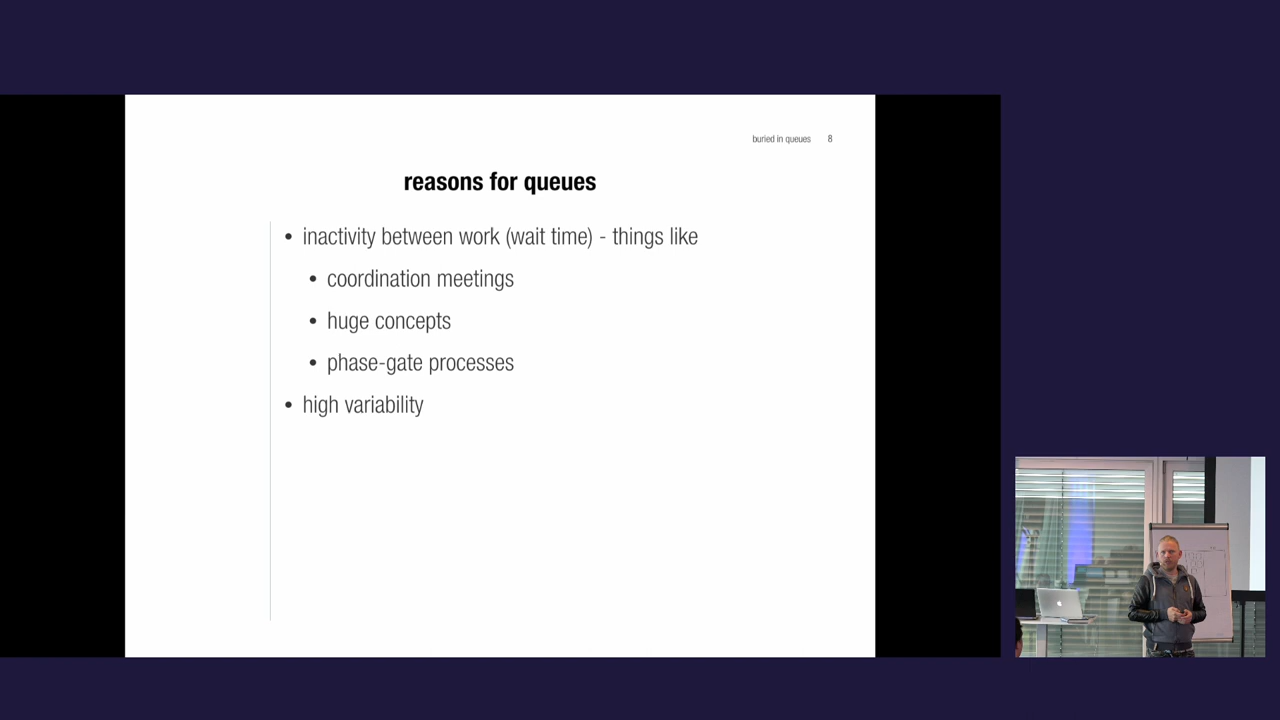 buried in queues 8
reasons for queues
• inactivity between work (wait time) - things like
• coordination meetings
• huge concepts
• phase-gate processes
• high variability